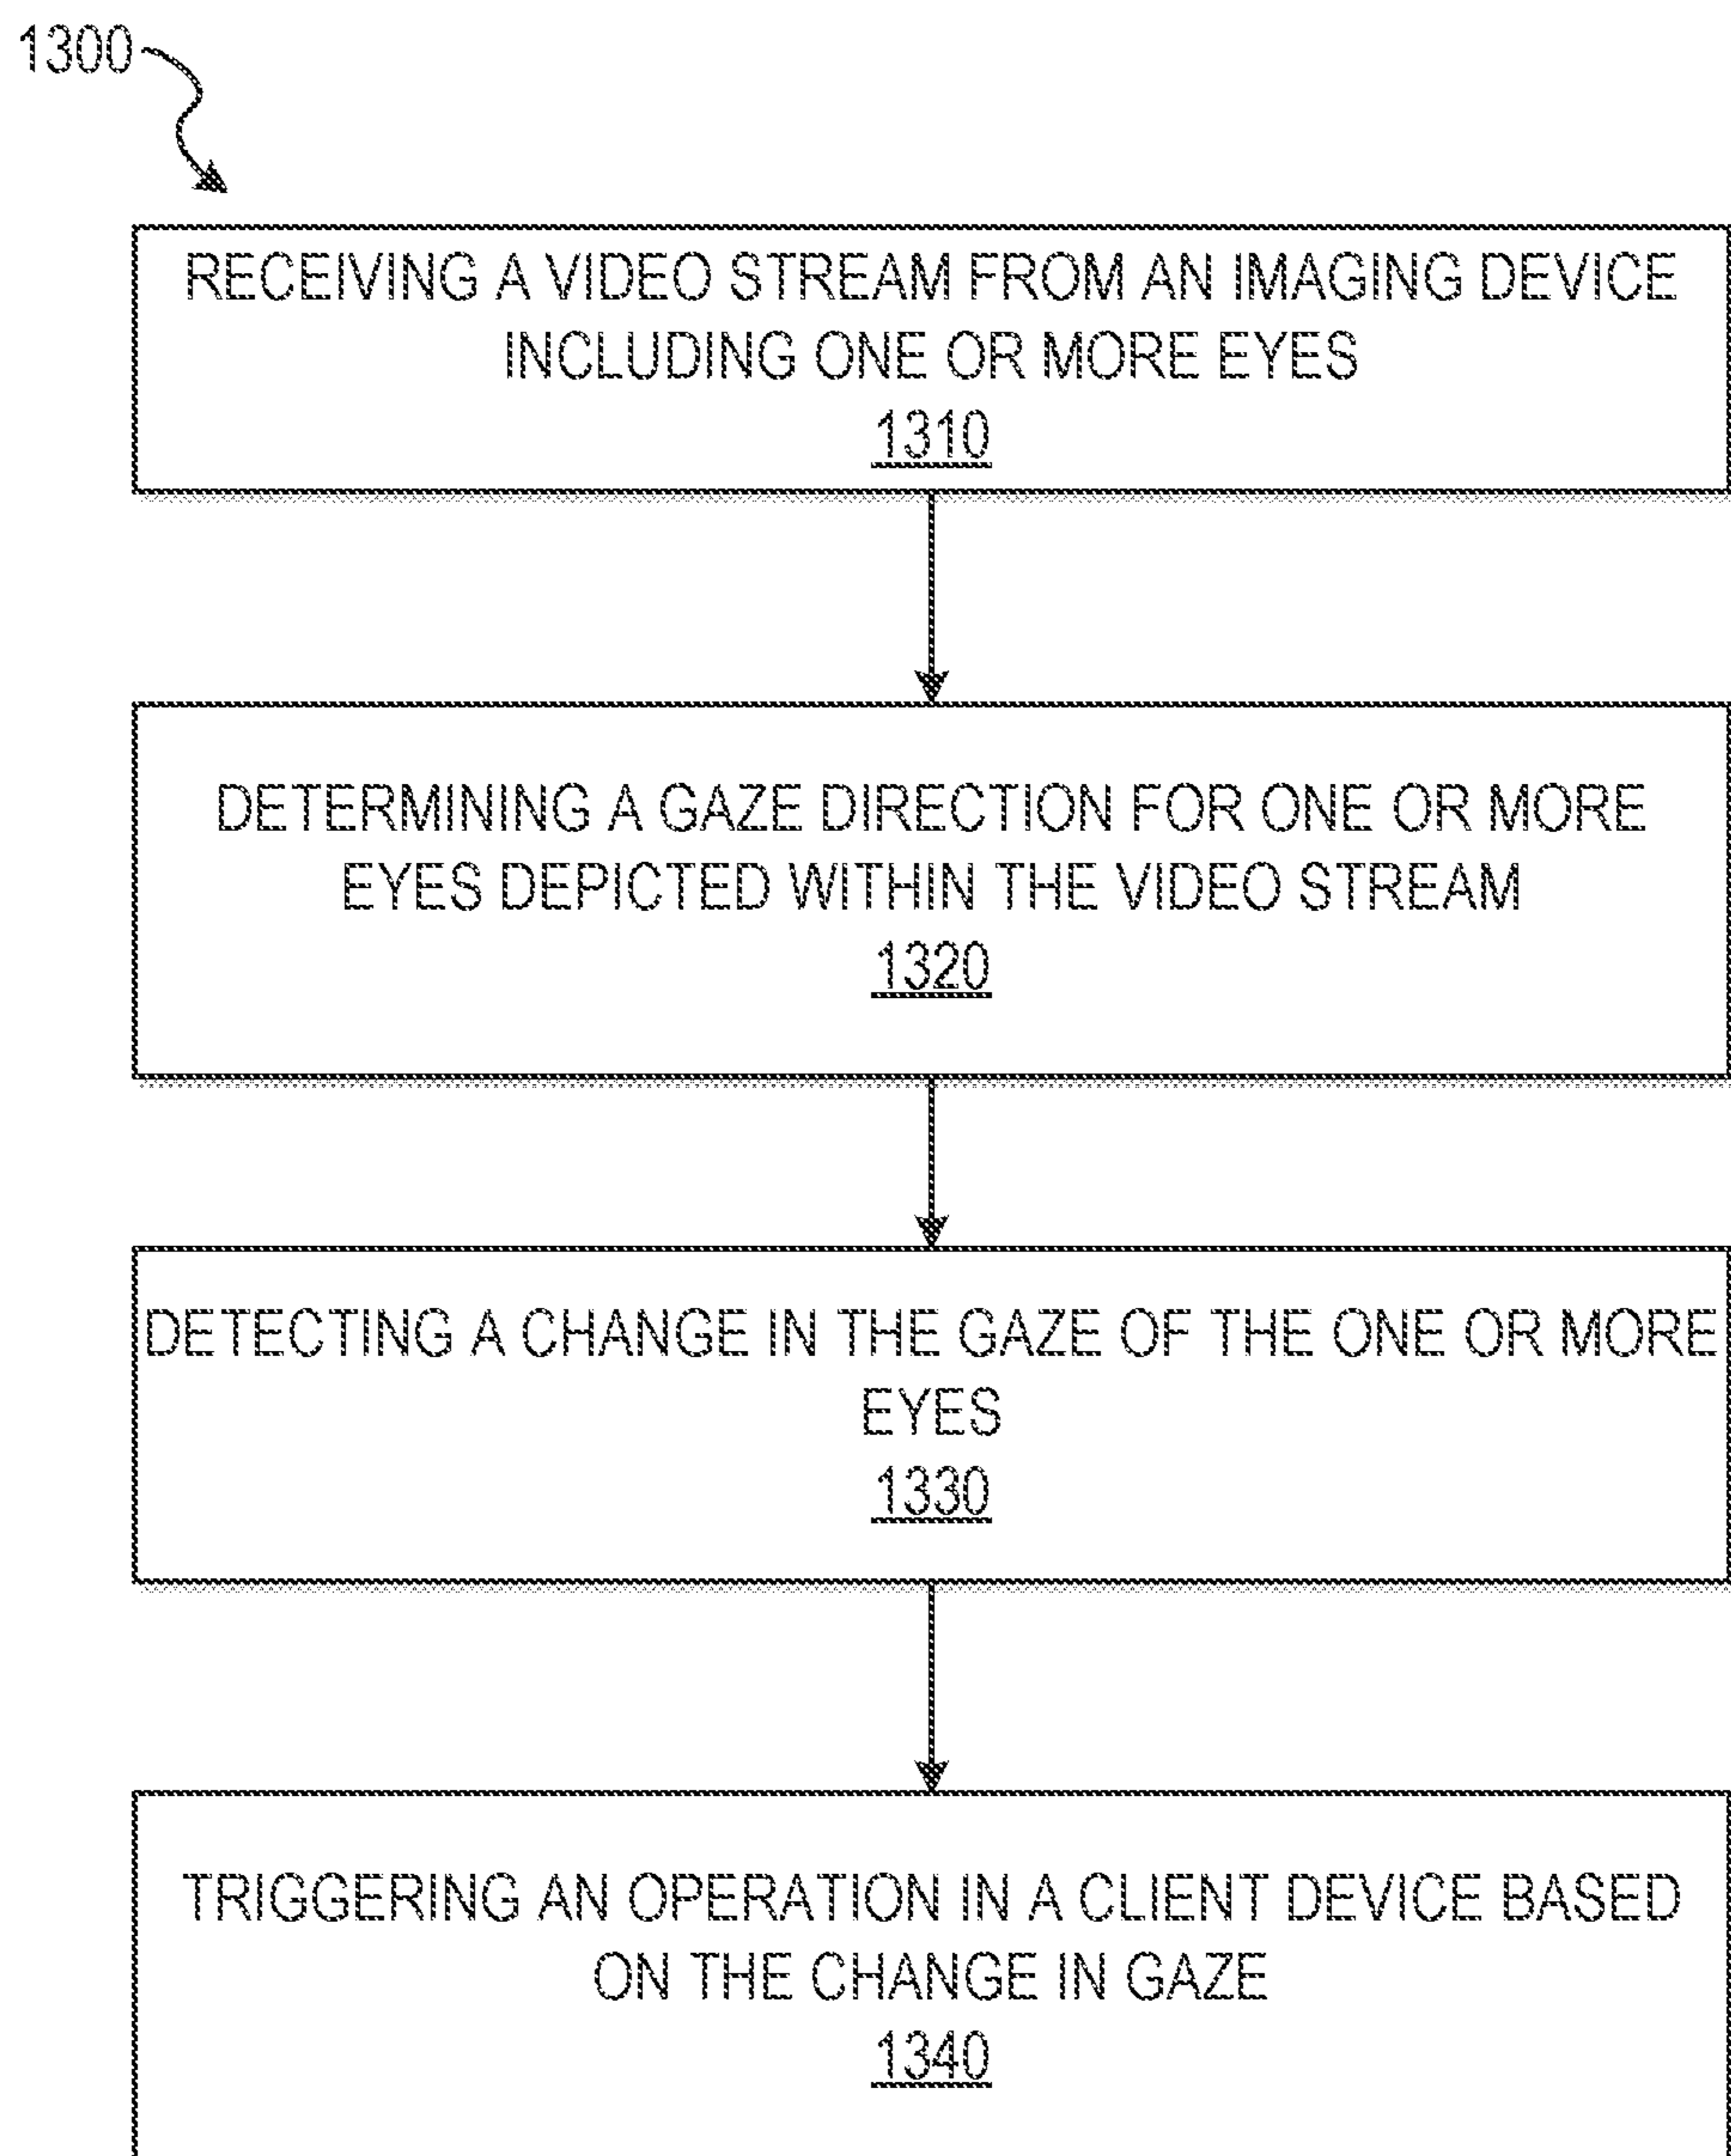 1300
RECEIVING A VIDEO STREAM FROM AN IMAGING DEVICE
INCLUDING ONE OR MORE EYES
1310
DETERMINING A GAZE DIRECTION FOR ONE OR MORE
EYES DEPICTED WITHIN THE VIDEO STREAM
1320
DETECTING A CHANGE IN THE GAZE OF THE ONE OR MORE
EYES
1330
TRIGGERING AN OPERATION IN A CLIENT DEVICE BASED
ON THE CHANGE IN GAZE
1340